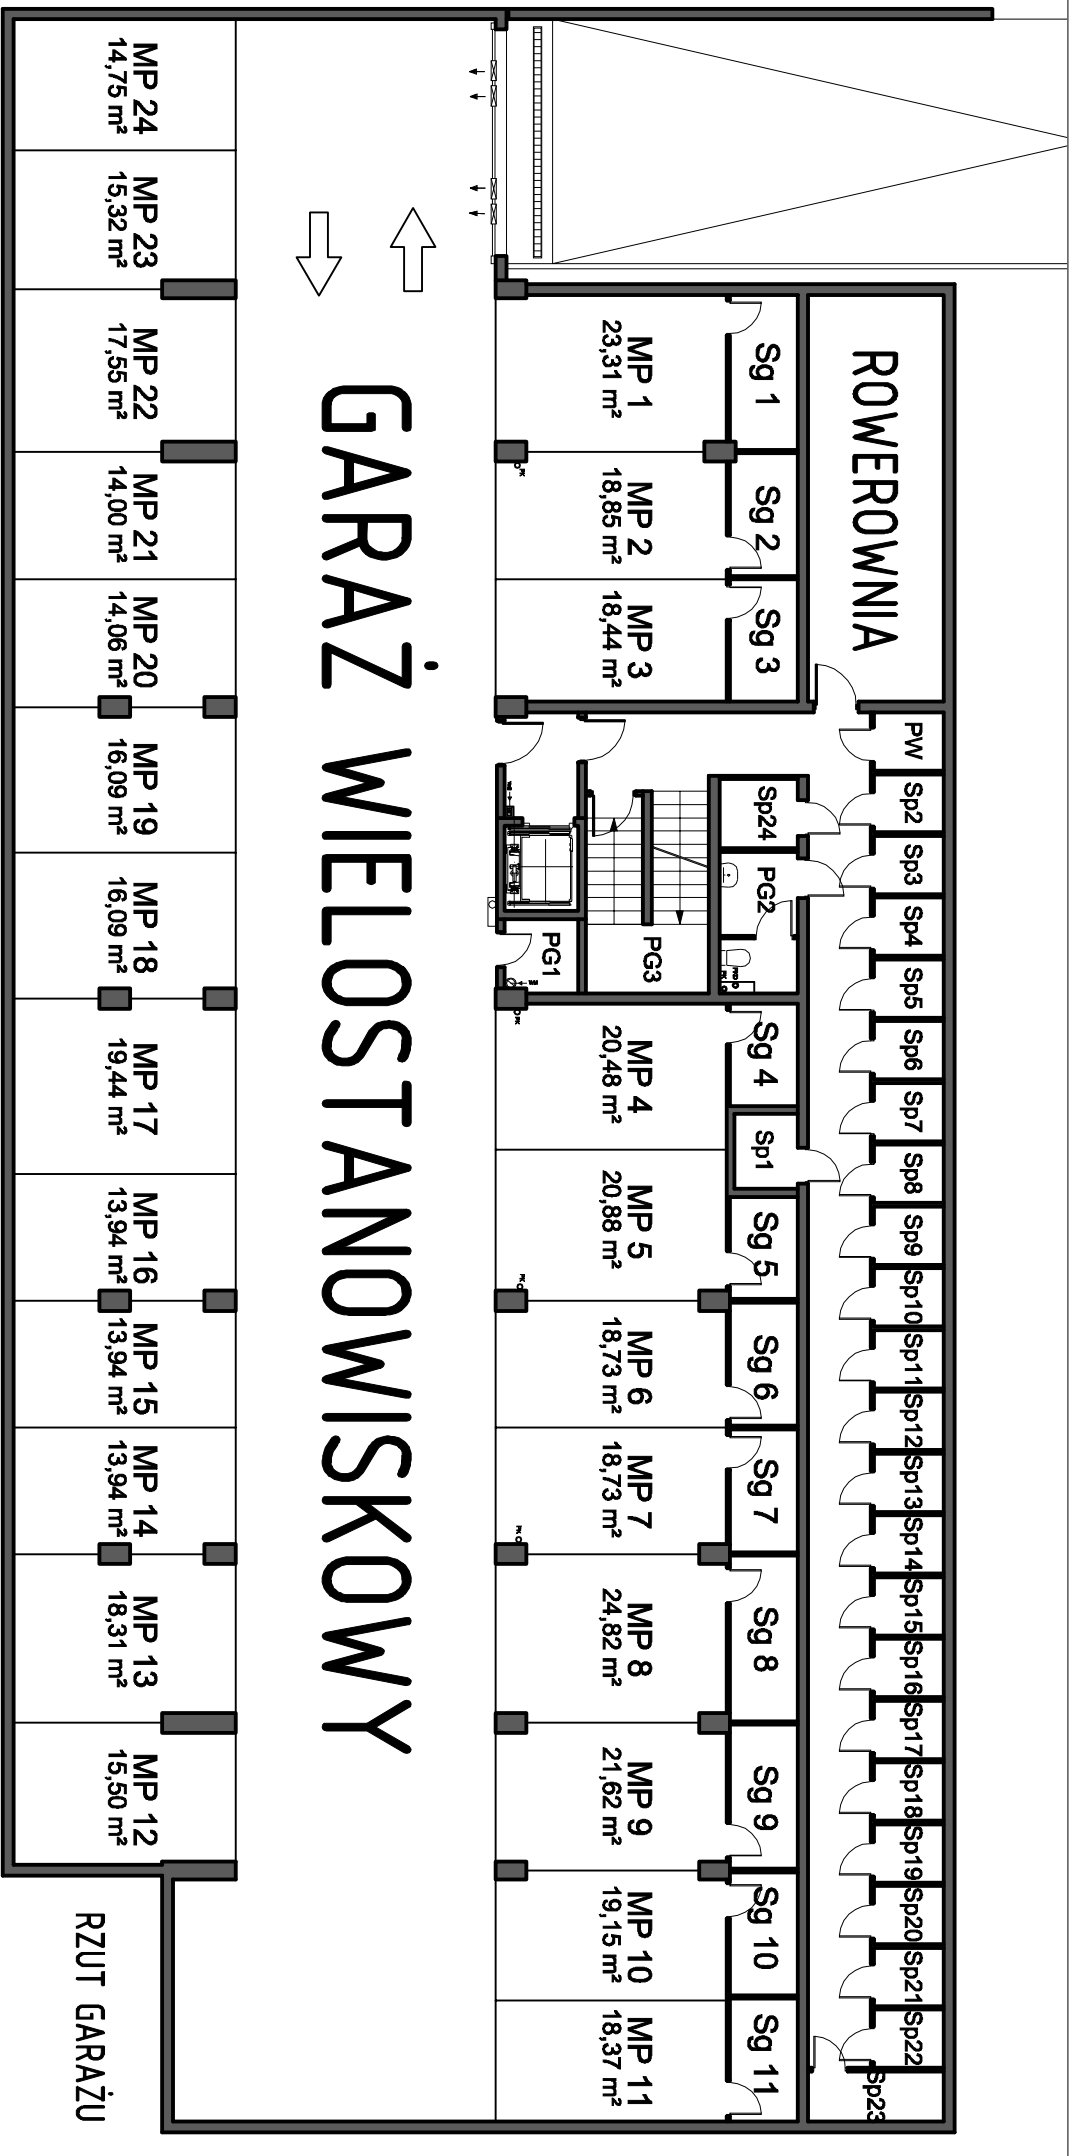 ROWEROWNIA
PW
Sp2
Sp3
Sp4
Sp5
Sp6
Sp7
Sp8
Sp9
Sp10
Sp11
Sp12
Sp13
Sp14
Sp15
Sp16
Sp17
Sp18
Sp19
Sp20
Sp21
Sp22
Sp23
Sg 1
Sg 2
Sg 3
Sp24
PG2
Sg 4
Sp1
Sg 5
Sg 6
Sg 7
Sg 8
Sg 9
Sg 10
Sg 11
PG3
PG1
MP 1
23,31 m²
MP 2
18,85 m²
MP 3
18,44 m²
MP 4
20,48 m²
MP 5
20,88 m²
MP 6
18,73 m²
MP 7
18,73 m²
MP 8
24,82 m²
MP 9
21,62 m²
MP 10
19,15 m²
MP 11
18,37 m²
GARAŻ WIELOSTANOWISKOWY
MP 24
14,75 m²
MP 23
15,32 m²
MP 22
17,55 m²
MP 21
14,00 m²
MP 20
14,06 m²
MP 19
16,09 m²
MP 18
16,09 m²
MP 17
19,44 m²
MP 16
13,94 m²
MP 15
13,94 m²
MP 14
13,94 m²
MP 13
18,31 m²
MP 12
15,50 m²
RZUT GARAŻU